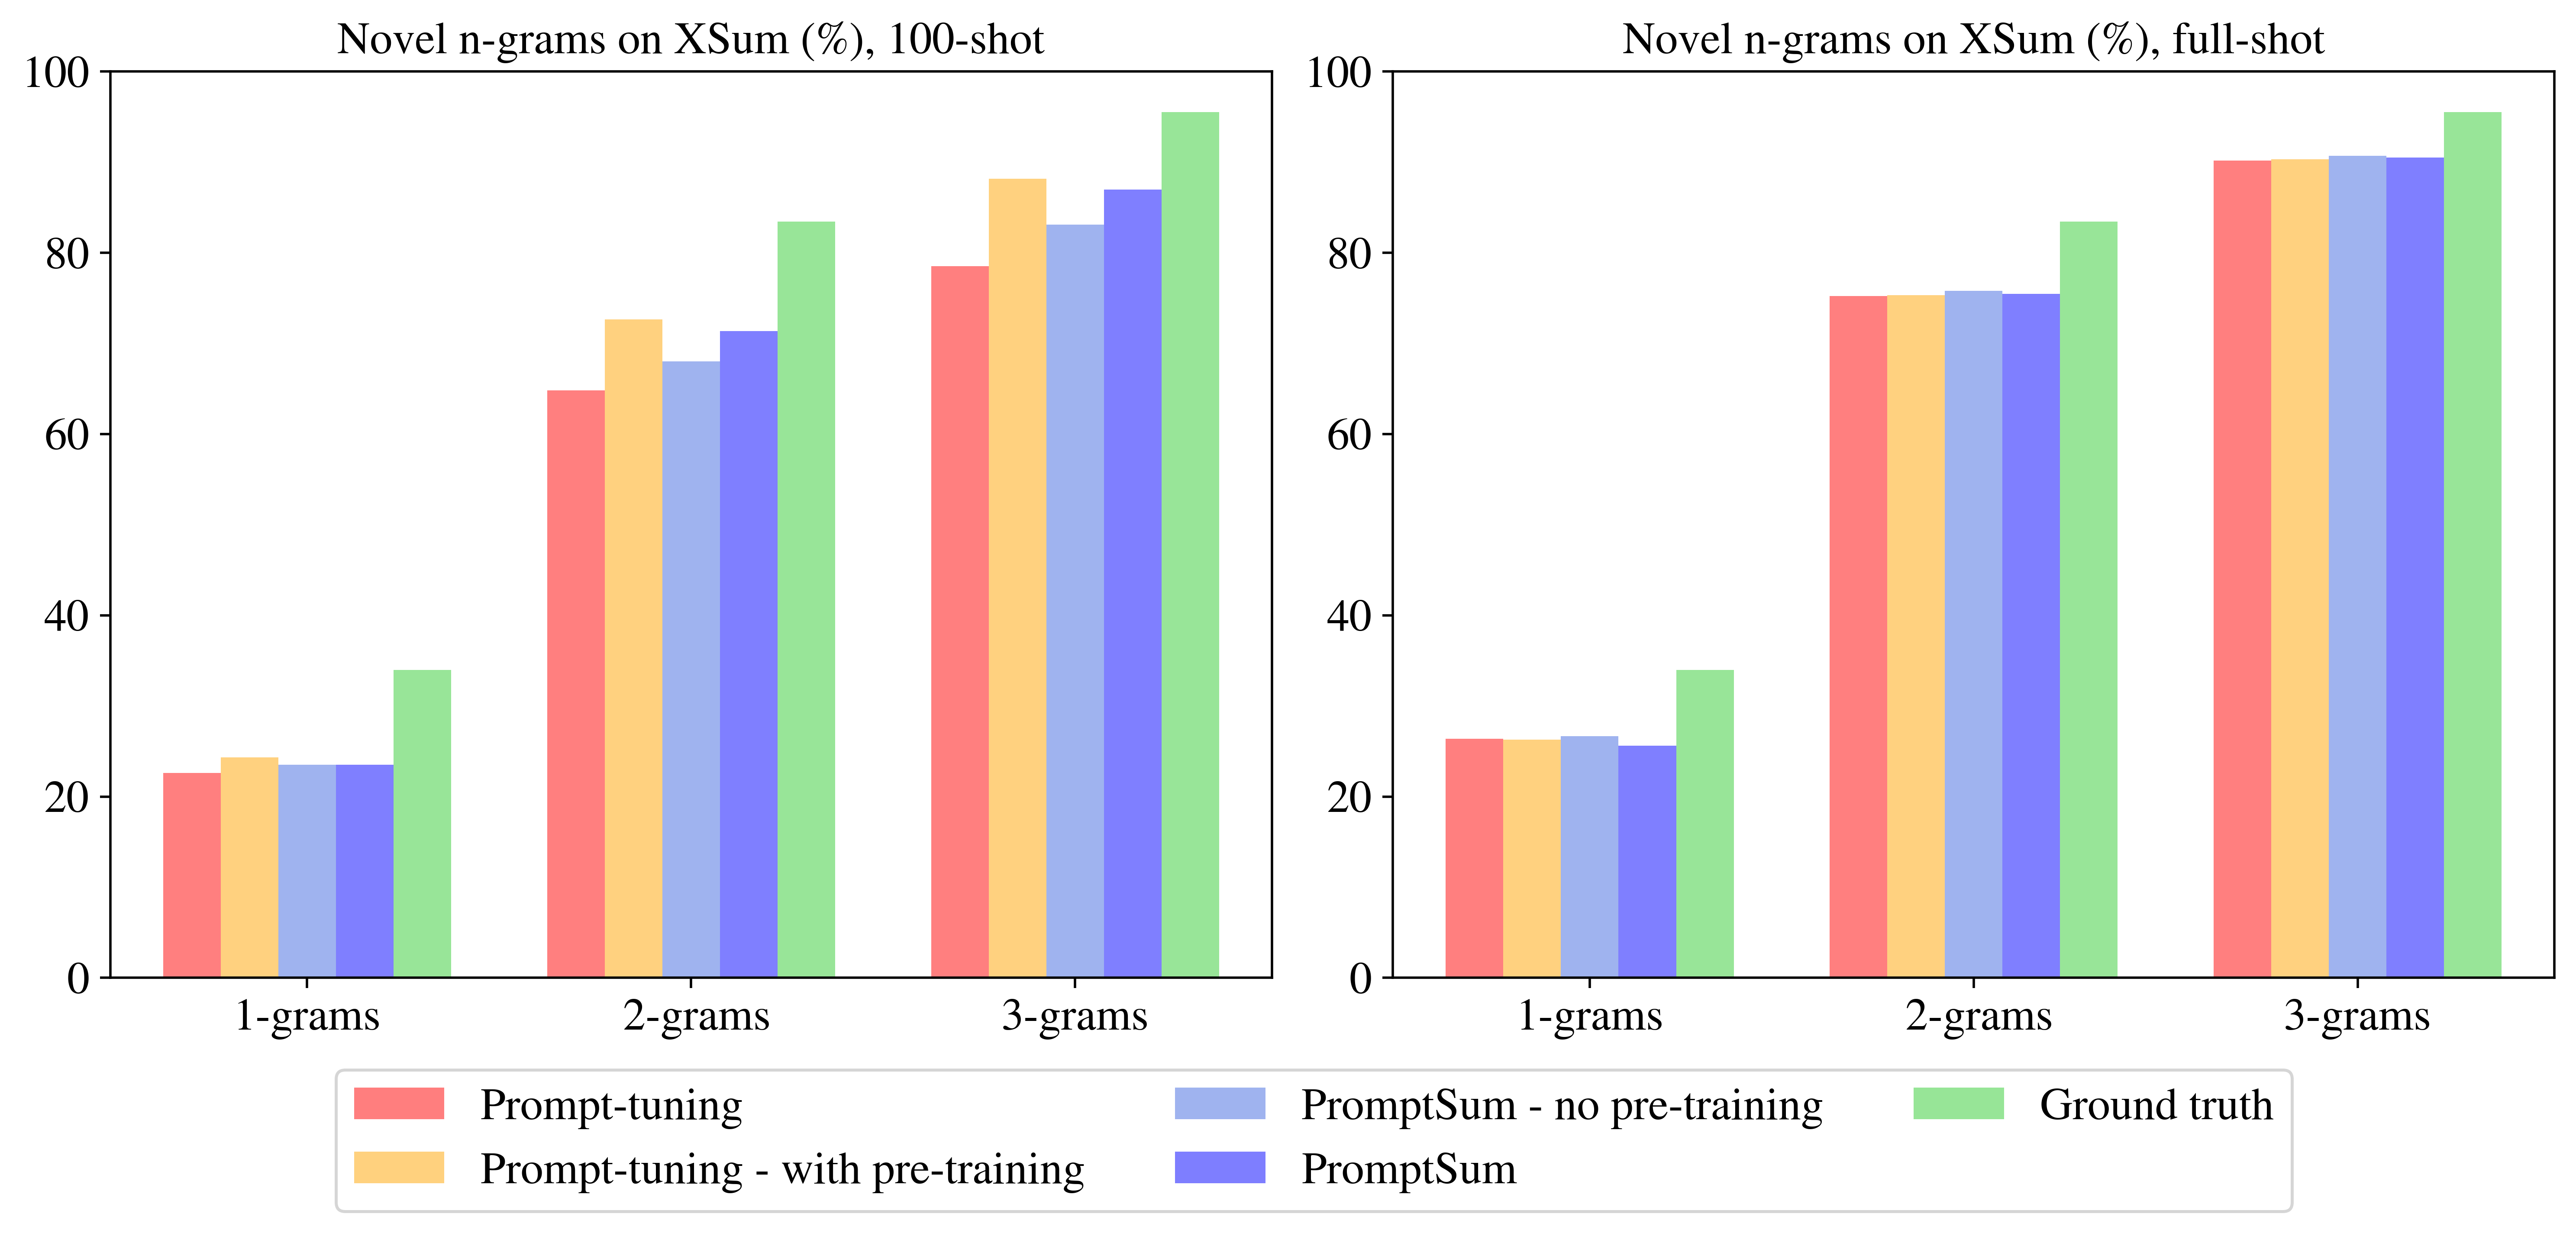 Novel n-grams on XSum (%), 100-shot
100
80
60
40
20
0
1-grams
2-grams
3-grams
Novel n-grams on XSum (%), full-shot
100
80
60
40
20
0
1-grams
2-grams
3-grams
Prompt-tuning
Prompt-tuning - with pre-training
PromptSum - no pre-training
PromptSum
Ground truth